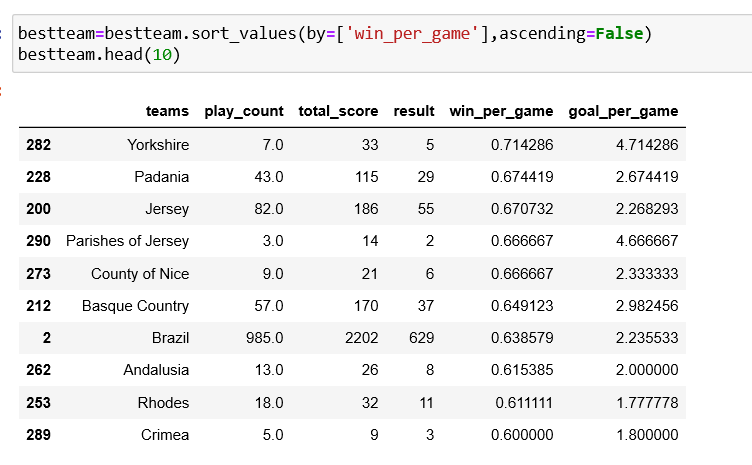 bestteam=bestteam.sort_values(by=['win_per_game'],ascending=False)
bestteam.head(10)
teams play_count total_score result win_per_game goal_per_game
282 Yorkshire 7.0 33 5 0.714286 4.714286
228 Padania 43.0 115 29 0.674419 2.674419
200 Jersey 82.0 186 55 0.670732 2.268293
290 Parishes of Jersey 3.0 14 2 0.666667 4.666667
273 County of Nice 9.0 21 6 0.666667 2.333333
212 Basque Country 57.0 170 37 0.649123 2.982456
2 Brazil 985.0 2202 629 0.638579 2.235533
262 Andalusia 13.0 26 8 0.615385 2.000000
253 Rhodes 18.0 32 11 0.611111 1.777778
289 Crimea 5.0 9 3 0.600000 1.800000